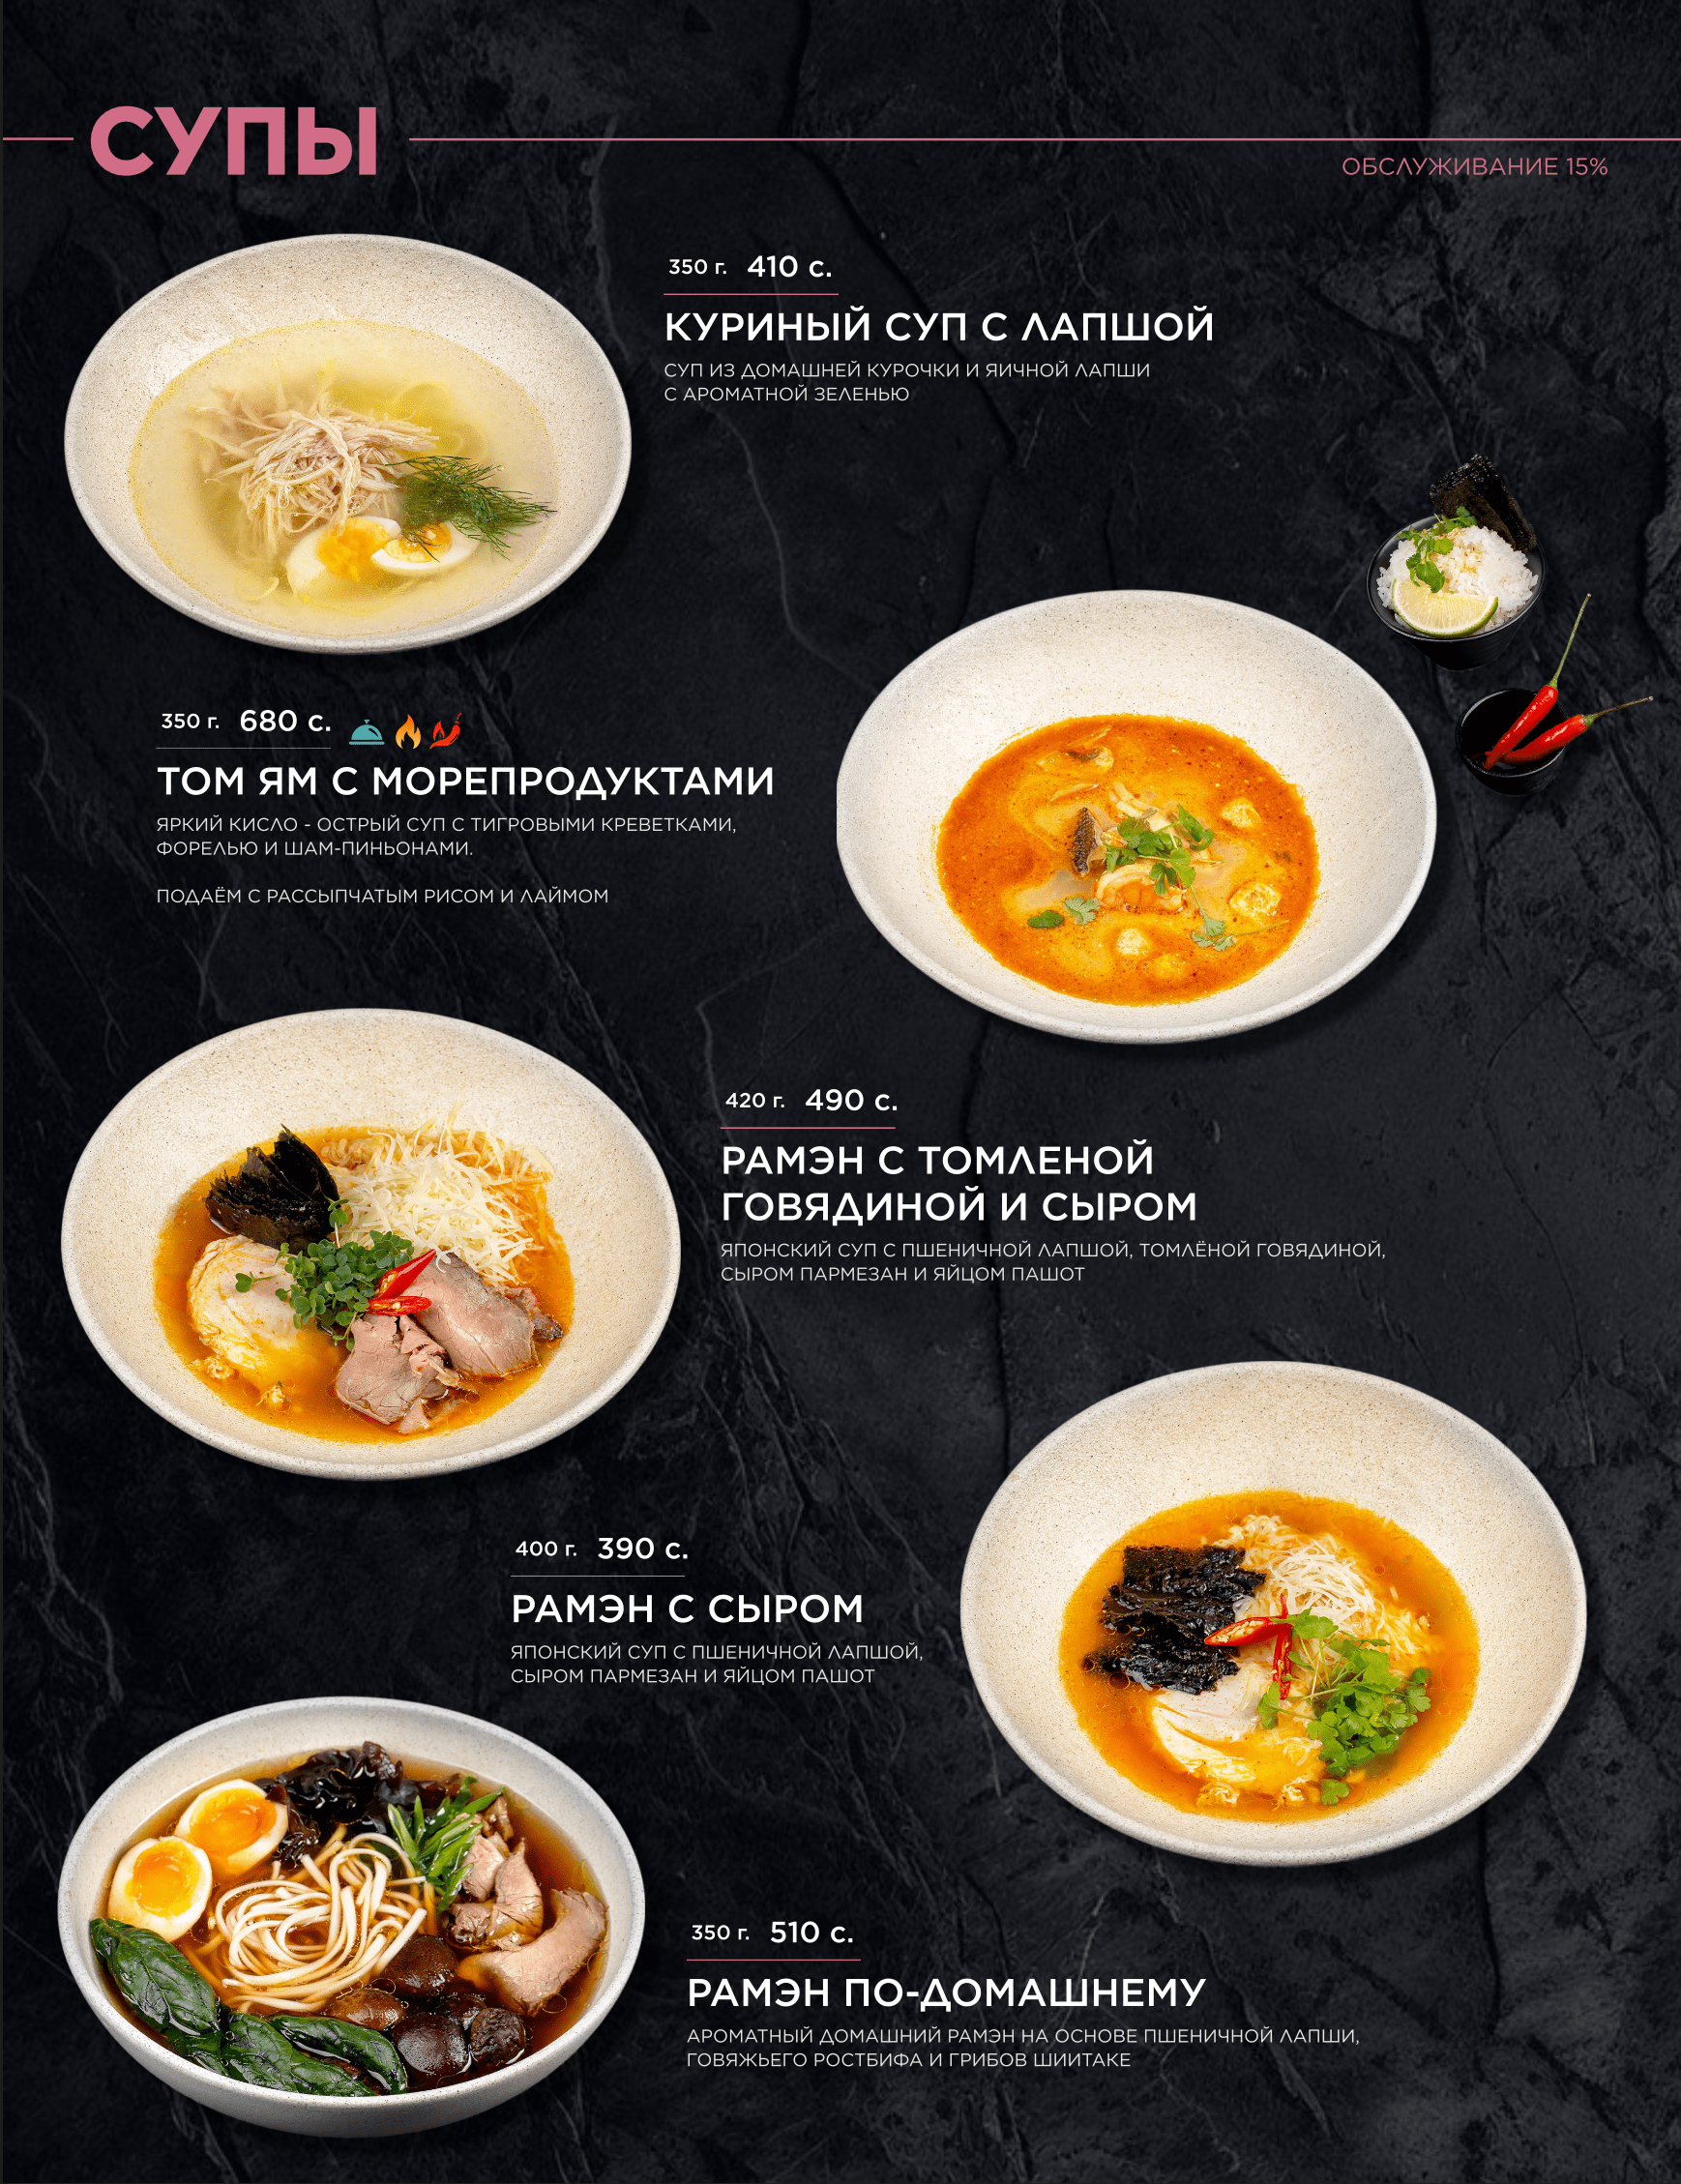 СУПЫ
ОБСЛУЖИВАНИЕ 15%
350 г. 410 с.
КУРИНЫЙ СУП С ЛАПШОЙ
СУП ИЗ ДОМАШНЕЙ КУРОЧКИ И ЯИЧНОЙ ЛАПШИ
С АРОМАТНОЙ ЗЕЛЕНЬЮ
350 г. 680 с.
ТОМ ЯМ С МОРЕПРОДУКТАМИ
ЯРКИЙ КИСЛО - ОСТРЫЙ СУП С ТИГРОВЫМИ КРЕВЕТКАМИ,
ФОРЕЛЬЮ И ШАМ-ПИНЬОНАМИ.
ПОДАЁМ С РАССЫПЧАТЫМ РИСОМ И ЛАЙМОМ
420 г. 490 с.
РАМЭН С ТОМЛЕНОЙ
ГОВЯДИНОЙ И СЫРОМ
ЯПОНСКИЙ СУП С ПШЕНИЧНОЙ ЛАПШОЙ, ТОМЛЁНОЙ ГОВЯДИНОЙ,
СЫРОМ ПАРМЕЗАН И ЯЙЦОМ ПАШОТ
400 г. 390 с.
РАМЭН С СЫРОМ
ЯПОНСКИЙ СУП С ПШЕНИЧНОЙ ЛАПШОЙ,
СЫРОМ ПАРМЕЗАН И ЯЙЦОМ ПАШОТ
350 г. 510 с.
РАМЭН ПО-ДОМАШНЕМУ
АРОМАТНЫЙ ДОМАШНИЙ РАМЭН НА ОСНОВЕ ПШЕНИЧНОЙ ЛАПШИ,
ГОВЯЖЬЕГО РОСТБИФА И ГРИБОВ ШИИТАКЕ